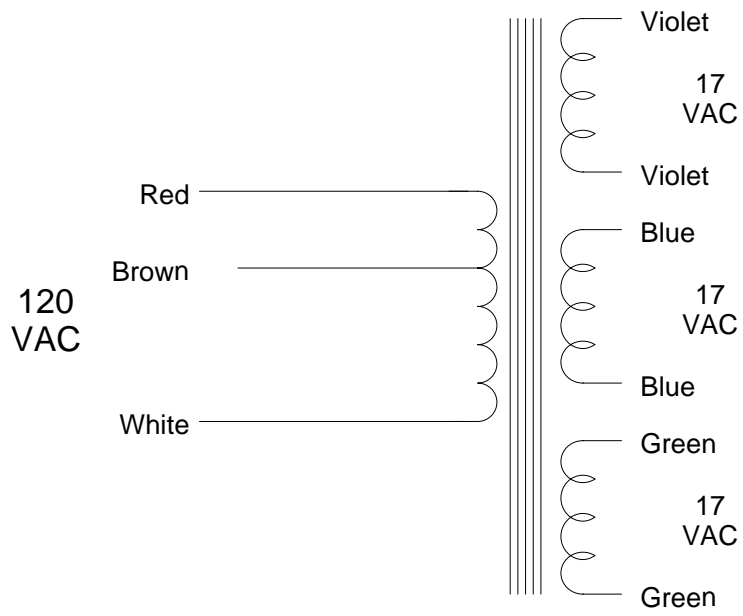 Violet
17
VAC
Violet
Red
Blue
Brown
120
VAC
17
VAC
Blue
White
Green
17
VAC
Green